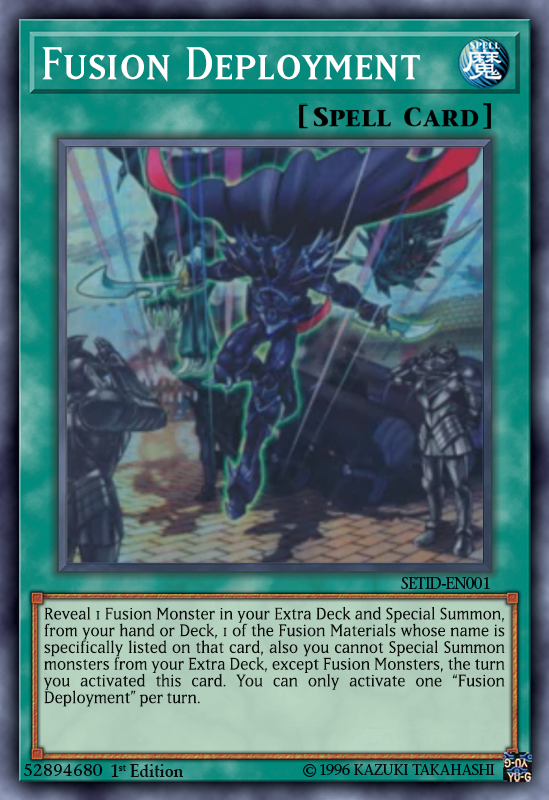 Fusion Deployment
SPELL
魔
[Spell Card]
SETID-EN001
Reveal 1 Fusion Monster in your Extra Deck and Special Summon,
from your hand or Deck, 1 of the Fusion Materials whose name is
specifically listed on that card, also you cannot Special Summon
monsters from your Extra Deck, except Fusion Monsters, the turn
you activated this card. You can only activate one “Fusion
Deployment” per turn.
52894680 1st Edition © 1996 KAZUKI TAKAHASHI
YU-G
YU-G